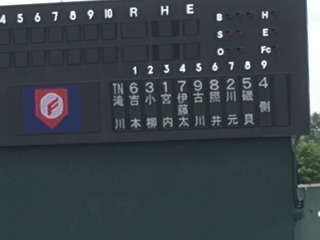 4 5 6 7 8 9 10 R H E B H
S E
O Fc
1 2 3 4 5 6 7 8 9
TN 6 3 1 7 9 8 2 5 4
滝川 吉本 小柳 宮内 伊藤太 古川 照井 川元 磯貝 側
F